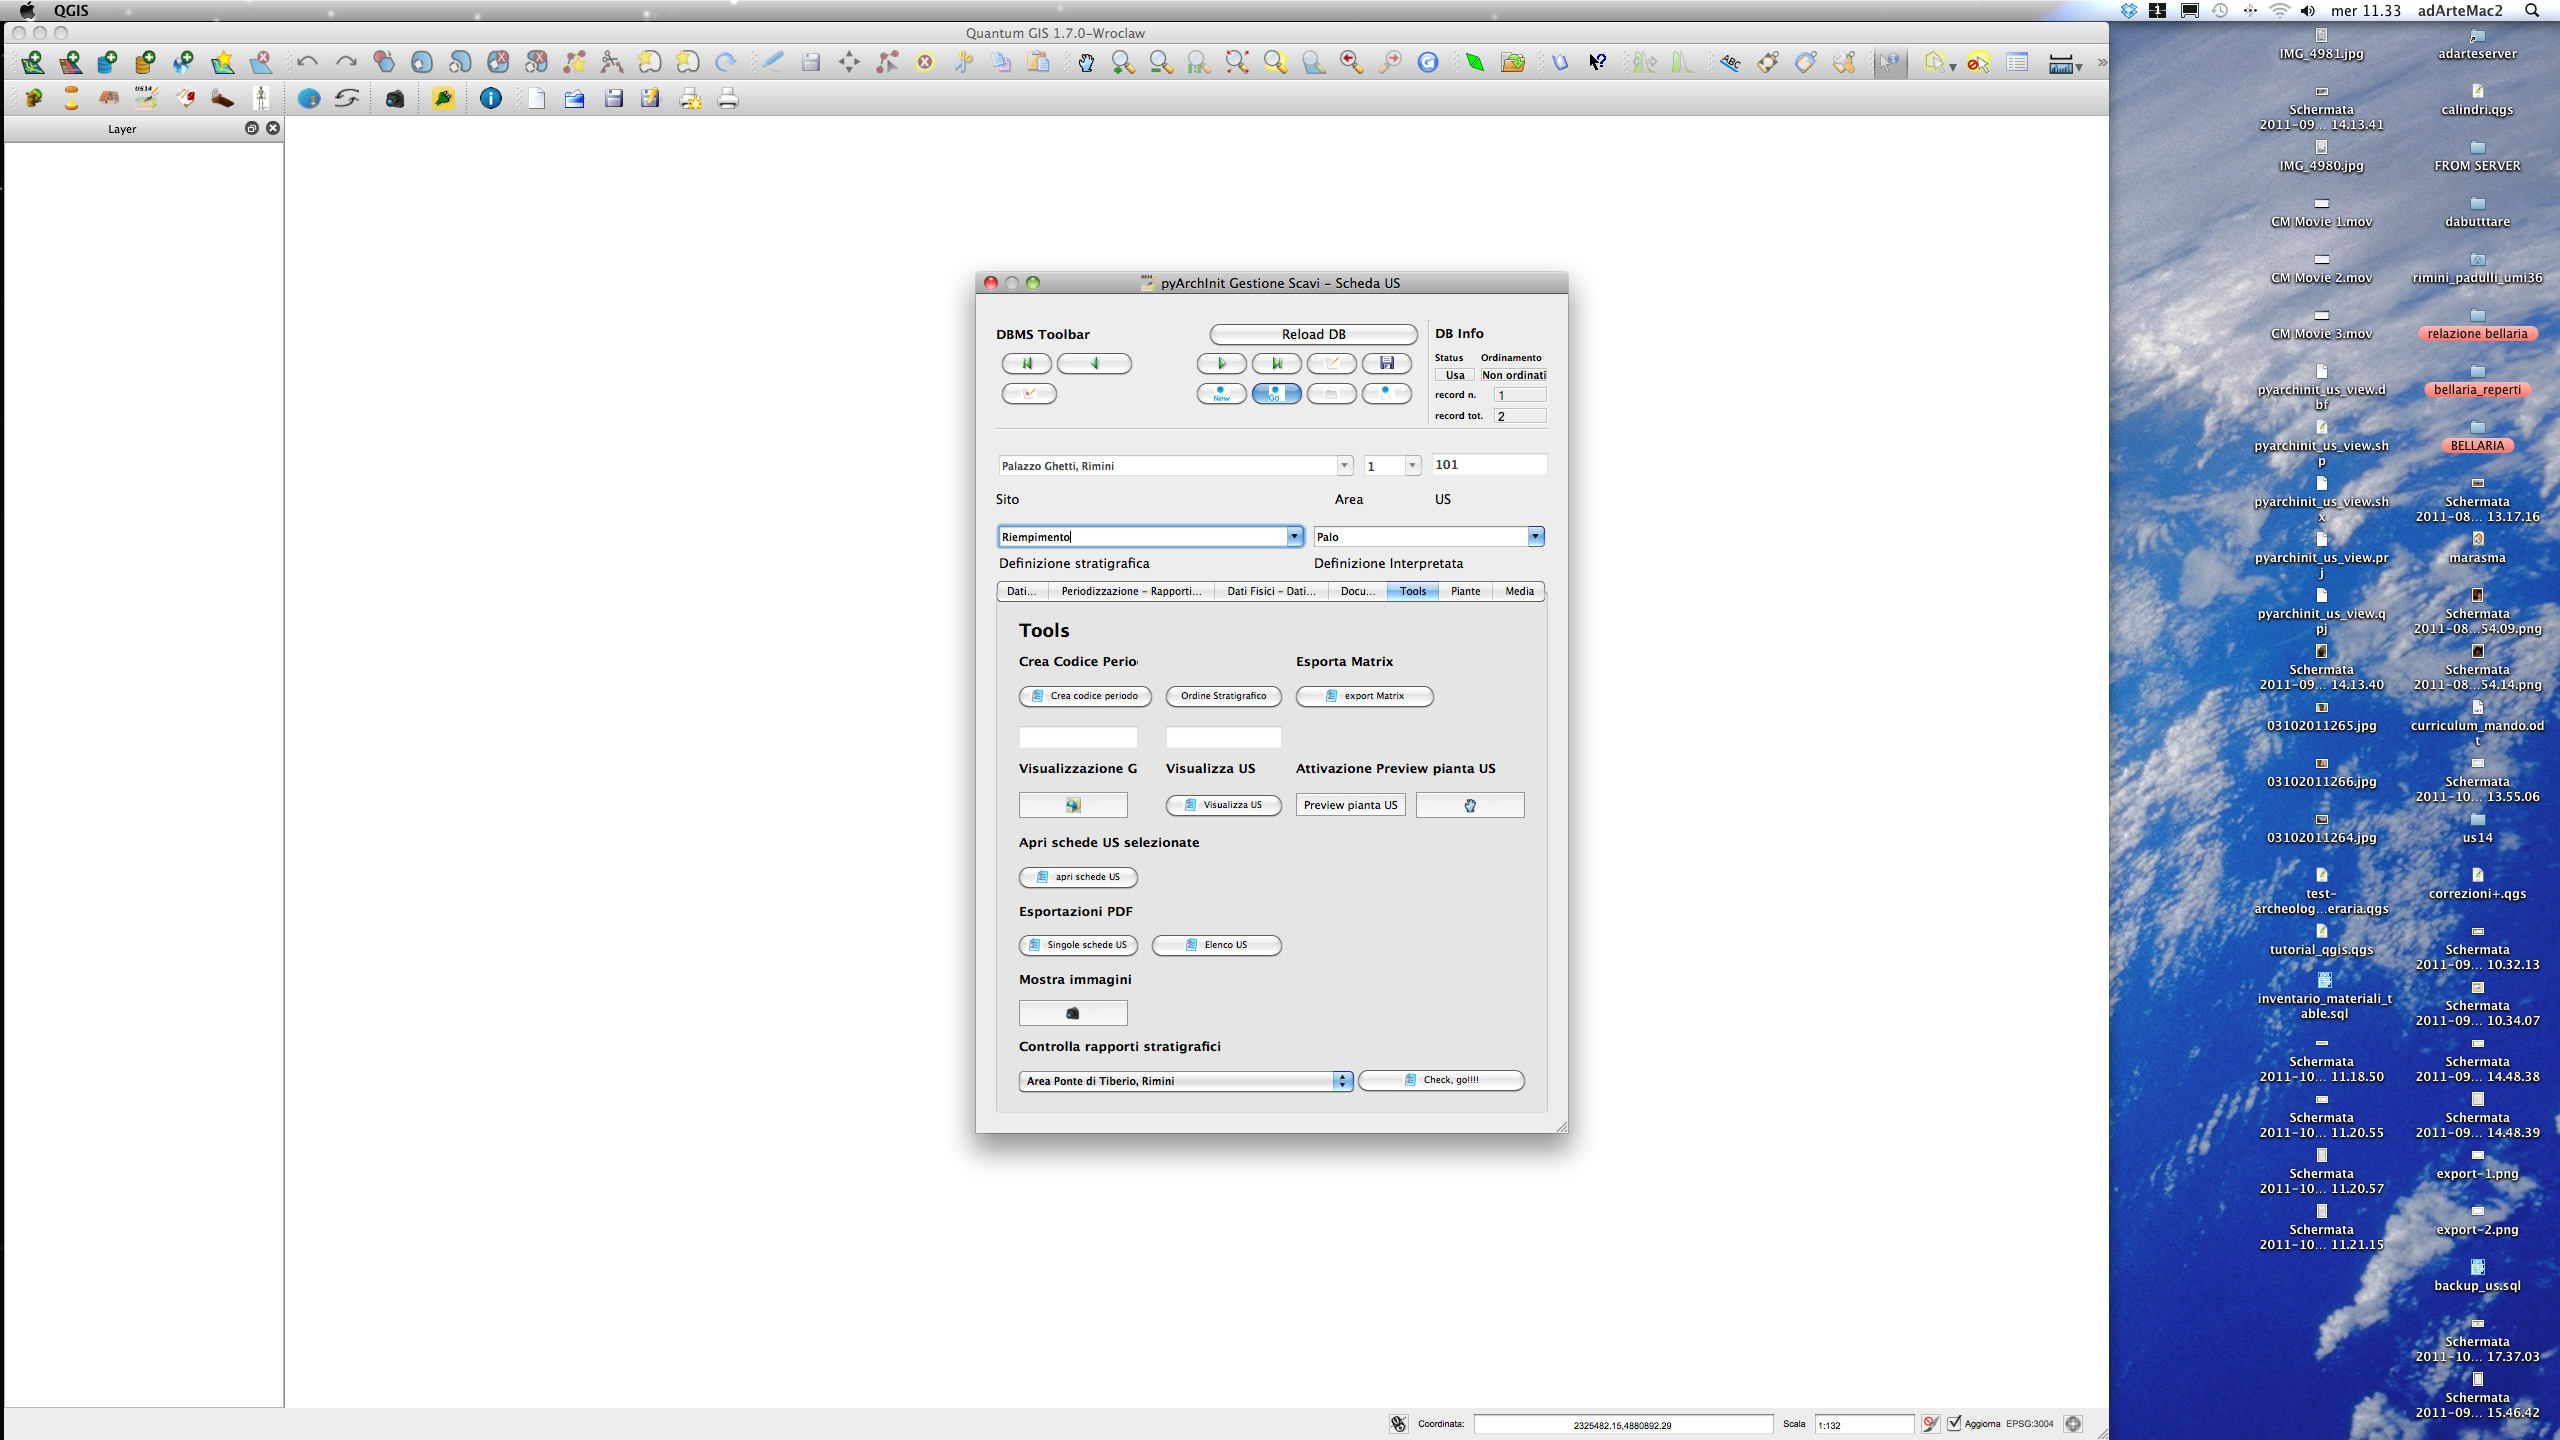 QGIS
mer 11.33 adArteMac2
Quantum GIS 1.7.0-Wroclaw
ABC
US14
Layer
pyArchInit Gestione Scavi – Scheda US
DBMS Toolbar
Reload DB
DB Info
Status Ordinamento
Usa Non ordinati
record n. 1
record tot. 2
New Go
Palazzo Ghetti, Rimini 1 101
Sito Area US
Riempimento Palo
Definizione stratigrafica Definizione Interpretata
Dati... Periodizzazione – Rapporti... Dati Fisici – Dati... Docu... Tools Piante Media
Tools
Crea Codice Perio Esporta Matrix
Crea codice periodo Ordine Stratigrafico export Matrix
Visualizzazione G Visualizza US Attivazione Preview pianta US
Visualizza US Preview pianta US
Apri schede US selezionate
apri schede US
Esportazioni PDF
Singole schede US Elenco US
Mostra immagini
Controlla rapporti stratigrafici
Area Ponte di Tiberio, Rimini Check, go!!!!
Coordinata: 2325482.15,4880892.29 Scala 1:132 Aggiorna EPSG:3004
IMG_4981.jpg
Schermata
2011-09... 14.13.41
IMG_4980.jpg
CM Movie 1.mov
CM Movie 2.mov
CM Movie 3.mov
pyarchinit_us_view.d
bf
pyarchinit_us_view.sh
p
pyarchinit_us_view.sh
x
pyarchinit_us_view.pr
j
pyarchinit_us_view.q
pj
Schermata
2011-09... 14.13.40
03102011265.jpg
03102011266.jpg
03102011264.jpg
test-
archeolog...eraria.qgs
tutorial_qgis.qgs
inventario_materiali_t
able.sql
Schermata
2011-10... 11.18.50
Schermata
2011-10... 11.20.55
Schermata
2011-10... 11.20.57
Schermata
2011-10... 11.21.15
adarteserver
calindri.qgs
FROM SERVER
dabutttare
rimini_padulli_umi36
relazione bellaria
bellaria_reperti
BELLARIA
Schermata
2011-08... 13.17.16
marasma
Schermata
2011-08...54.09.png
Schermata
2011-08...54.14.png
curriculum_mando.od
t
Schermata
2011-10... 13.55.06
us14
correzioni+.qgs
Schermata
2011-09... 10.32.13
Schermata
2011-09... 10.34.07
Schermata
2011-09... 14.48.38
Schermata
2011-09... 14.48.39
export-1.png
export-2.png
backup_us.sql
Schermata
2011-10... 17.37.03
Schermata
2011-09... 15.46.42